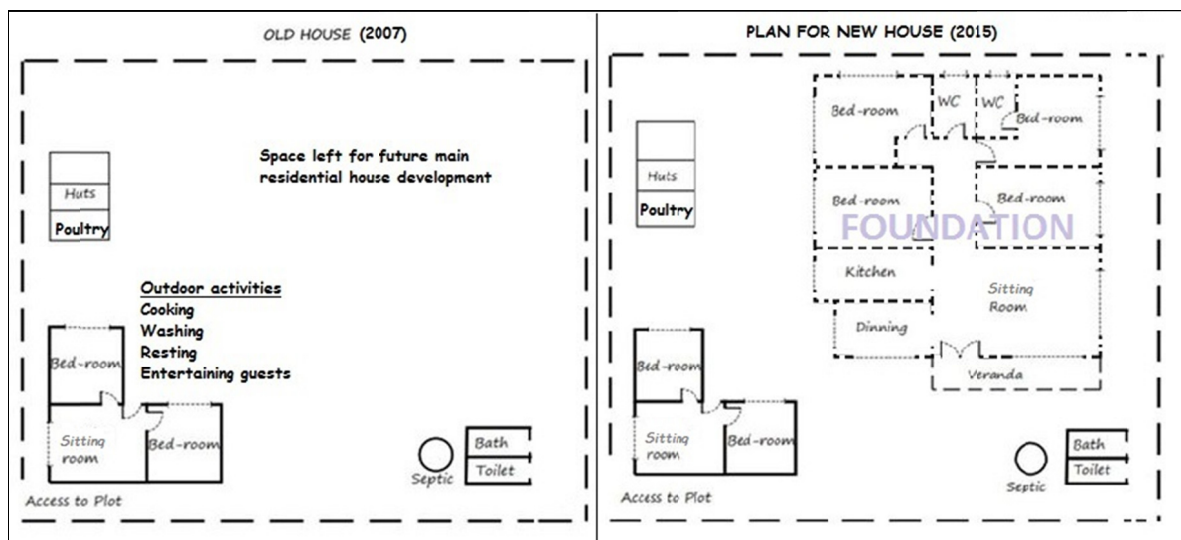 OLD HOUSE (2007)
Space left for future main
residential house development
Huts
Poultry
Outdoor activities
Cooking
Washing
Resting
Entertaining guests
Bed-room
Sitting
room
Bed-room
Septic
Bath
Toilet
Access to Plot
PLAN FOR NEW HOUSE (2015)
Bed-room
WC
WC
Bed-room
Huts
Poultry
Bed-room
Bed-room
FOUNDATION
Kitchen
Sitting
Room
Dinning
Veranda
Bed-room
Sitting
room
Bed-room
Septic
Bath
Toilet
Access to Plot